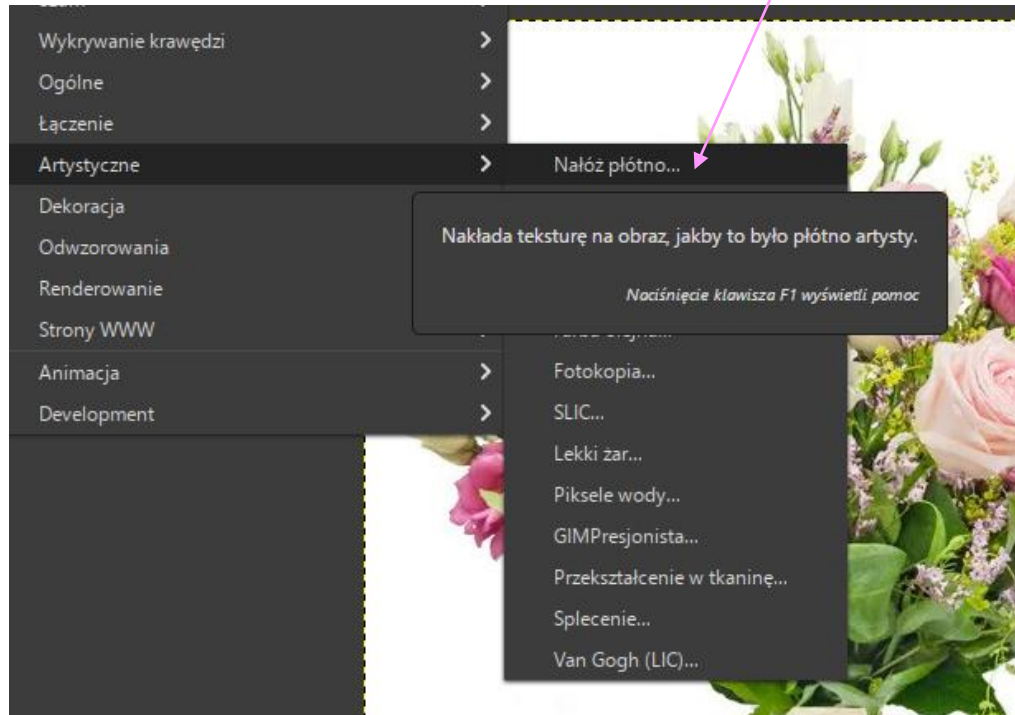 Wykrywanie krawędzi
Ogólne
Łączenie
Artystyczne
Dekoracja
Odwzorowania
Renderowanie
Strony WWW
Animacja
Development
Nałóż płótno...
Nakłada teksturę na obraz, jakby to było płótno artysty.
Naciśnięcie klawisza F1 wyświetli pomoc
Fotokopia...
SLIC...
Lekki żar...
Piksele wody...
GIMPresjonista...
Przekształcenie w tkaninę...
Splecenie...
Van Gogh (LIC)...